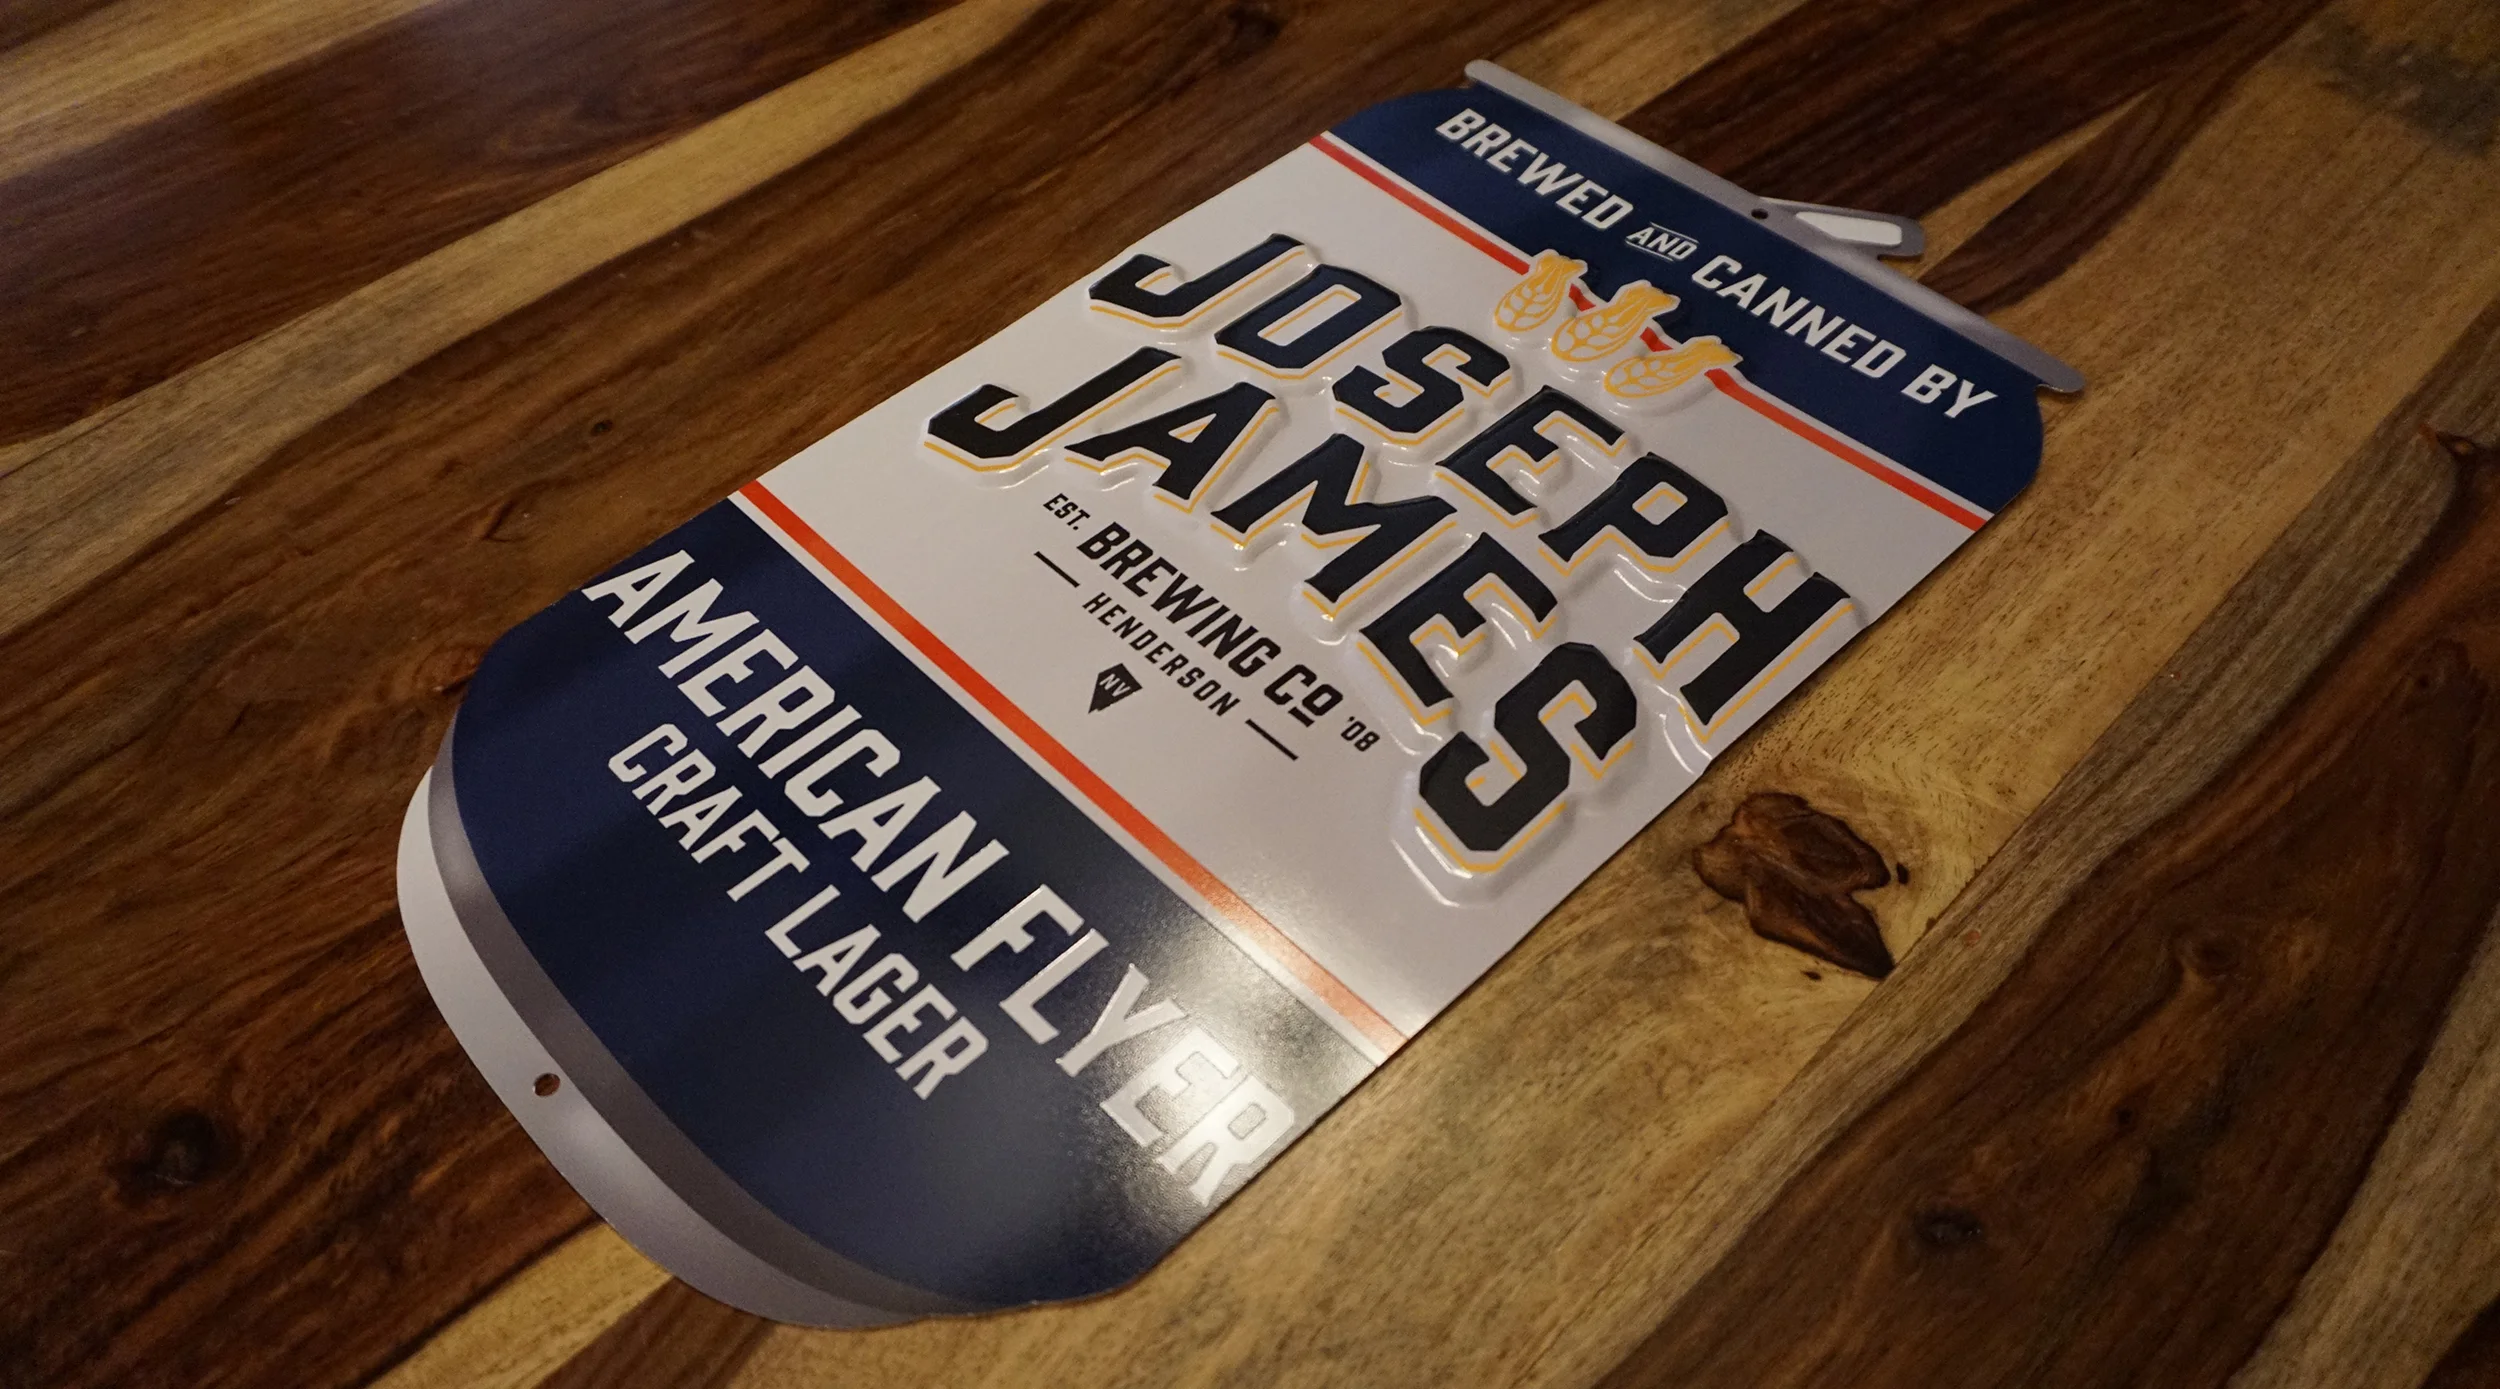 BREWED AND CANNED BY
JOSEPH
JAMES
EST. BREWING CO '08
HENDERSON
NV
AMERICAN FLYER
CRAFT LAGER